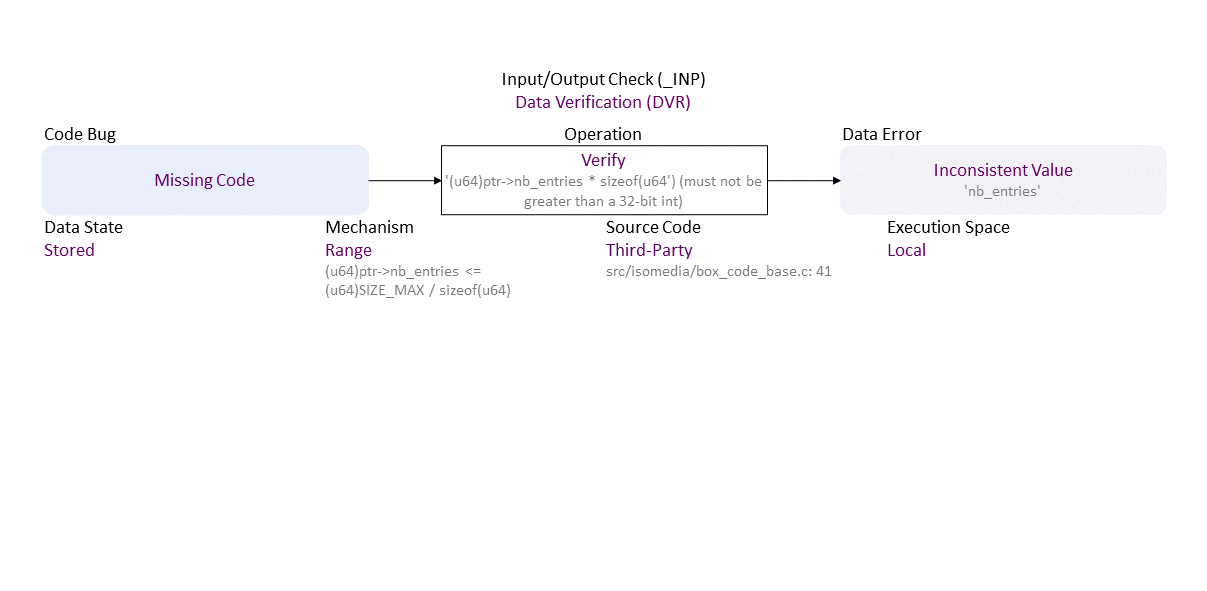 Input/Output Check (_INP)
Data Verification (DVR)
Code Bug
Operation
Data Error
Missing Code
Verify
'(u64)ptr->nb_entries * sizeof(u64') (must not be
greater than a 32-bit int)
Inconsistent Value
'nb_entries'
Data State
Stored
Mechanism
Range
(u64)ptr->nb_entries <=
(u64)SIZE_MAX / sizeof(u64)
Source Code
Third-Party
src/isomedia/box_code_base.c: 41
Execution Space
Local